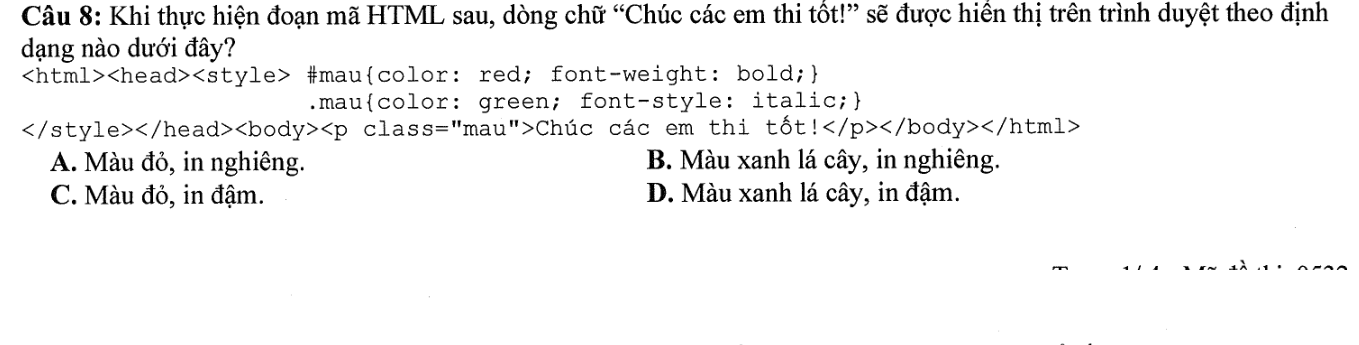 Câu 8: Khi thực hiện đoạn mã HTML sau, dòng chữ “Chúc các em thi tốt!” sẽ được hiển thị trên trình duyệt theo định
dạng nào dưới đây?
<html><head><style> #mau{color: red; font-weight: bold;}
.mau{color: green; font-style: italic;}
</style></head><body><p class="mau">Chúc các em thi tốt!</p></body></html>
A. Màu đỏ, in nghiêng. B. Màu xanh lá cây, in nghiêng.
C. Màu đỏ, in đậm. D. Màu xanh lá cây, in đậm.